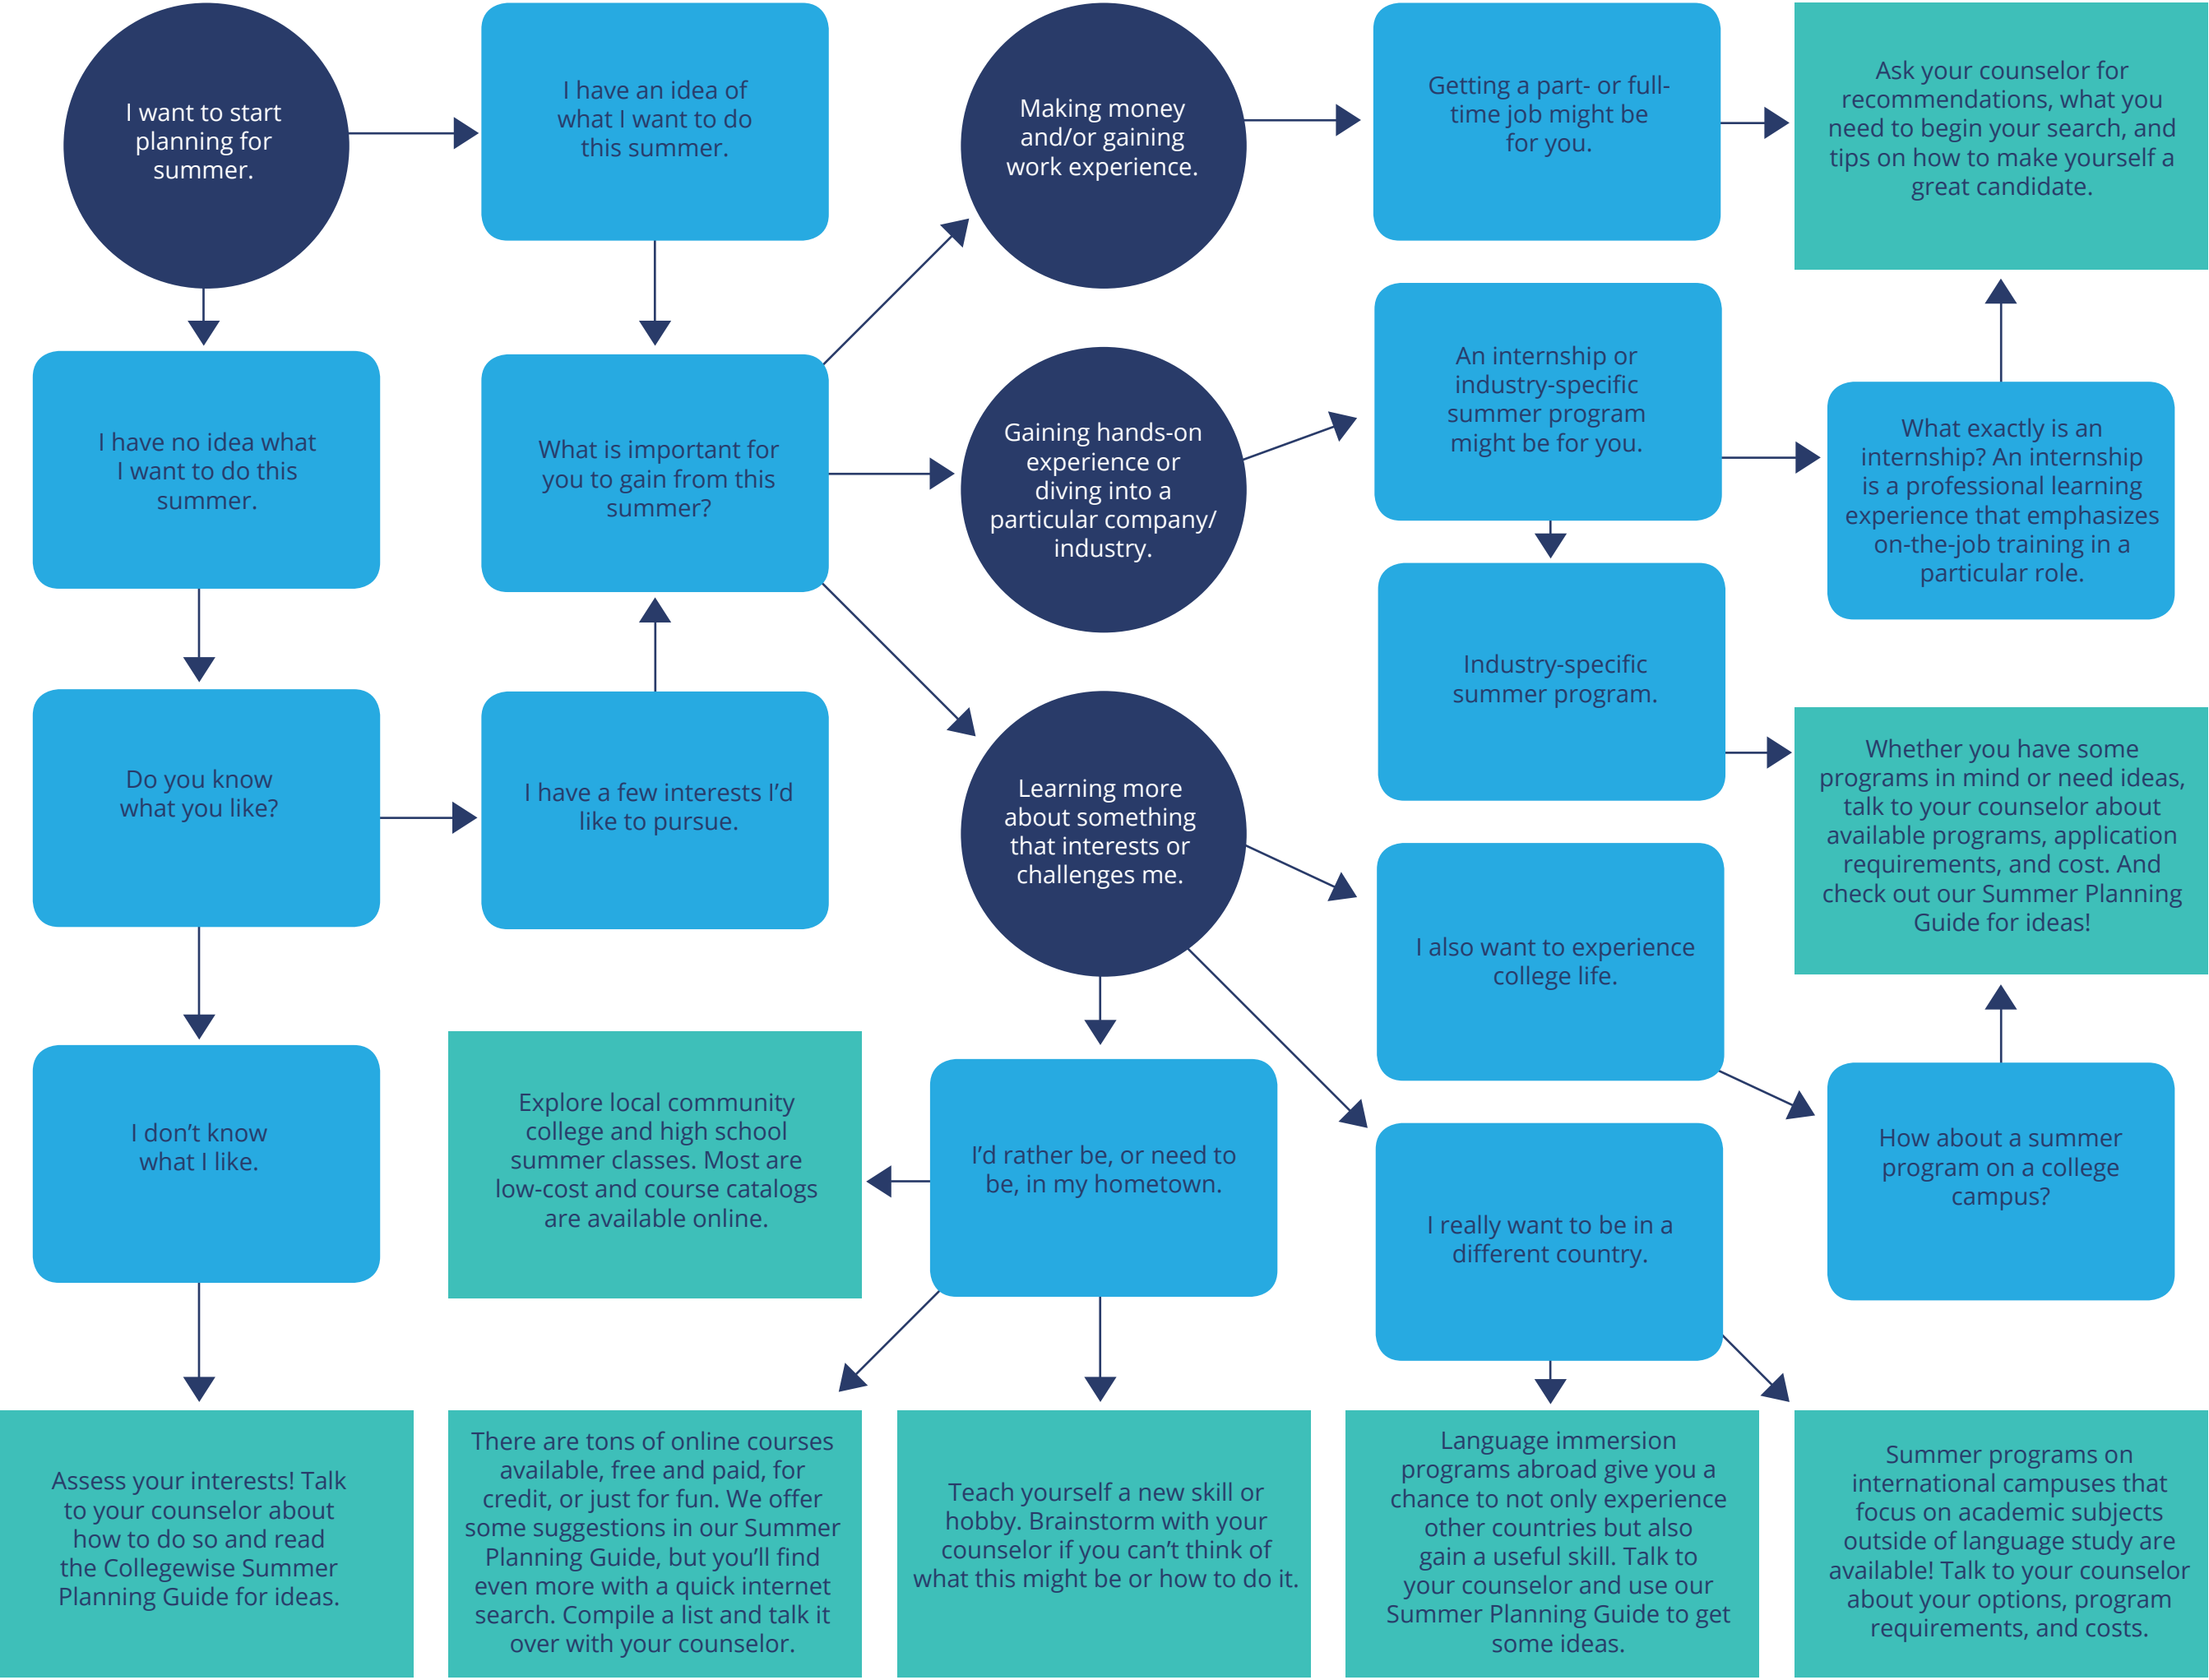 I want to start
planning for
summer.
I have an idea of
what I want to do
this summer.
Making money
and/or gaining
work experience.
Getting a part- or full-
time job might be
for you.
Ask your counselor for
recommendations, what you
need to begin your search, and
tips on how to make yourself a
great candidate.
I have no idea what
I want to do this
summer.
What is important for
you to gain from this
summer?
Gaining hands-on
experience or
diving into a
particular company/
industry.
An internship or
industry-specific
summer program
might be for you.
What exactly is an
internship? An internship
is a professional learning
experience that emphasizes
on-the-job training in a
particular role.
Industry-specific
summer program.
Do you know
what you like?
I have a few interests I’d
like to pursue.
Learning more
about something
that interests or
challenges me.
Whether you have some
programs in mind or need ideas,
talk to your counselor about
available programs, application
requirements, and cost. And
check out our Summer Planning
Guide for ideas!
I also want to experience
college life.
I don’t know
what I like.
Explore local community
college and high school
summer classes. Most are
low-cost and course catalogs
are available online.
I’d rather be, or need to
be, in my hometown.
I really want to be in a
different country.
How about a summer
program on a college
campus?
Assess your interests! Talk
to your counselor about
how to do so and read
the Collegewise Summer
Planning Guide for ideas.
There are tons of online courses
available, free and paid, for
credit, or just for fun. We offer
some suggestions in our Summer
Planning Guide, but you’ll find
even more with a quick internet
search. Compile a list and talk it
over with your counselor.
Teach yourself a new skill or
hobby. Brainstorm with your
counselor if you can’t think of
what this might be or how to do it.
Language immersion
programs abroad give you a
chance to not only experience
other countries but also
gain a useful skill. Talk to
your counselor and use our
Summer Planning Guide to get
some ideas.
Summer programs on
international campuses that
focus on academic subjects
outside of language study are
available! Talk to your counselor
about your options, program
requirements, and costs.